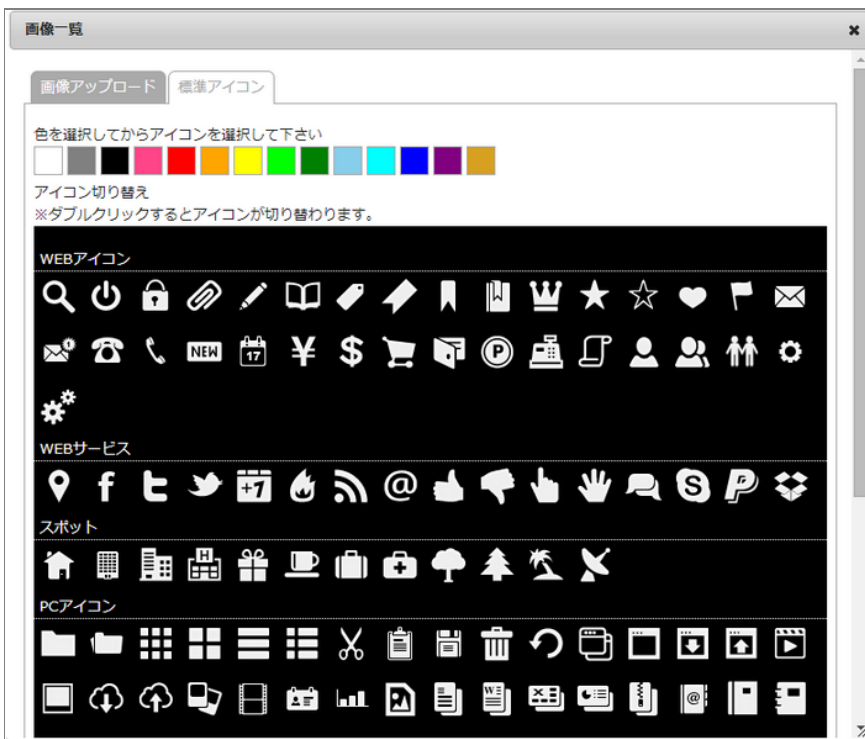 画像一覧
画像アップロード
標準アイコン
色を選択してからアイコンを選択して下さい
アイコン切り替え
※ダブルクリックするとアイコンが切り替わります。
WEBアイコン
NEW
17
¥
$
P
WEBサービス
f
t
+1
@
S
P
スポット
H
PCアイコン
W
@